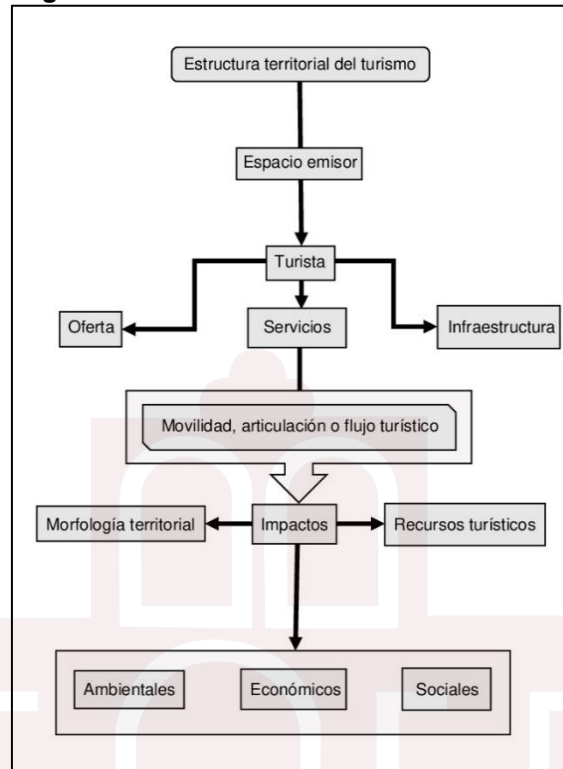 Estructura territorial del turismo
Espacio emisor
Turista
Oferta
Servicios
Infraestructura
Movilidad, articulación o flujo turístico
Morfología territorial
Impactos
Recursos turísticos
Ambientales
Económicos
Sociales